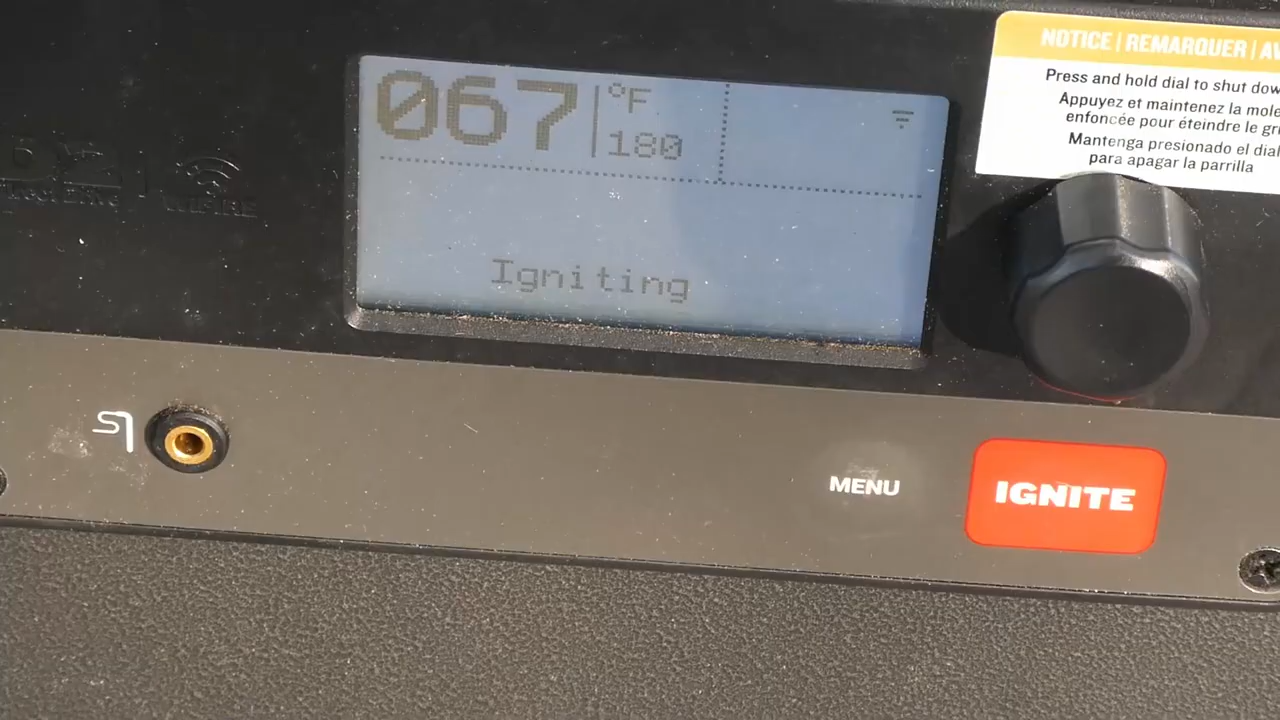 067 °F
180
Igniting
NOTICE | REMARQUER | AV
Press and hold dial to shut dow
Appuyez et maintenez la mole
enfoncée pour éteindre le gri
Mantenga presionado el dial
para apagar la parrilla
MENU
IGNITE